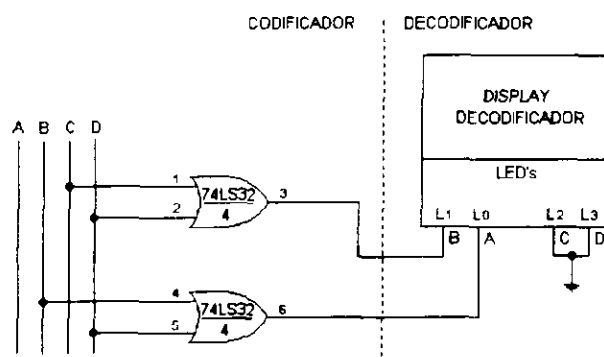 CODIFICADOR
DECODIFICADOR
DISPLAY
DECODIFICADOR
LED's
A B C D
1
74LS32
3
2
4
L1 L0 L2 L3
B A C D
4
74LS32
6
5
4